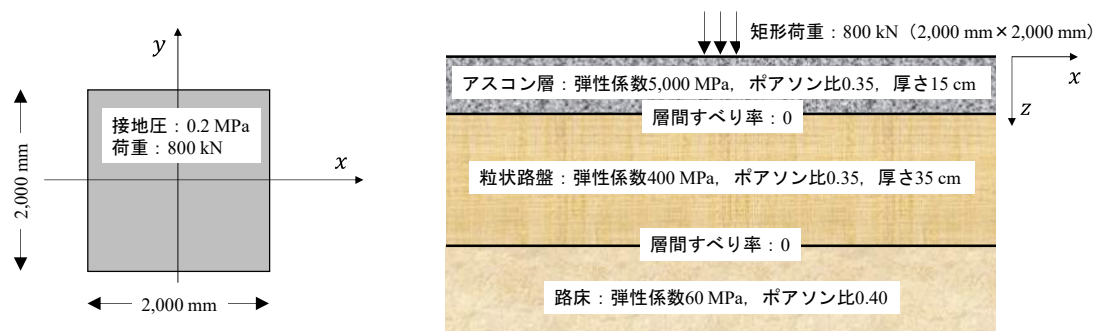 y
接地圧：0.2 MPa
荷重：800 kN
x
2,000 mm
2,000 mm
矩形荷重：800 kN（2,000 mm×2,000 mm）
x
z
アスコン層：弾性係数5,000 MPa，ポアソン比0.35，厚さ15 cm
層間すべり率：0
粒状路盤：弾性係数400 MPa，ポアソン比0.35，厚さ35 cm
層間すべり率：0
路床：弾性係数60 MPa，ポアソン比0.40